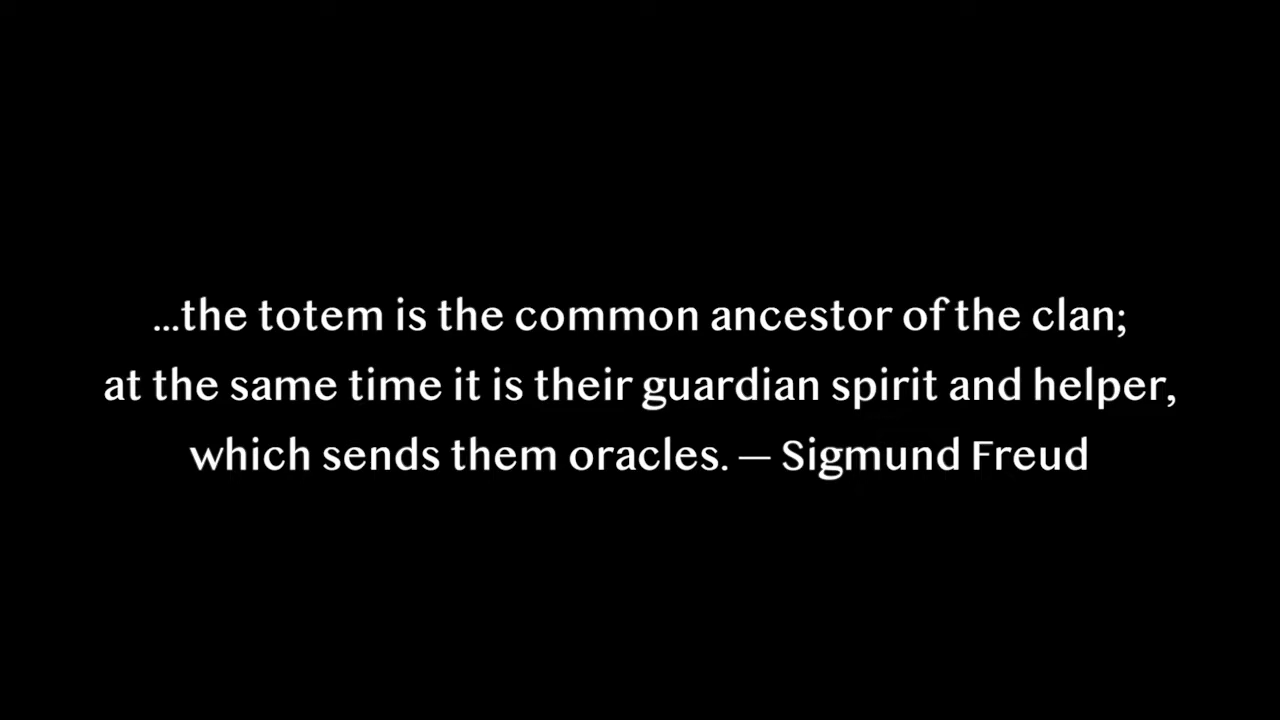 ...the totem is the common ancestor of the clan;
at the same time it is their guardian spirit and helper,
which sends them oracles. — Sigmund Freud